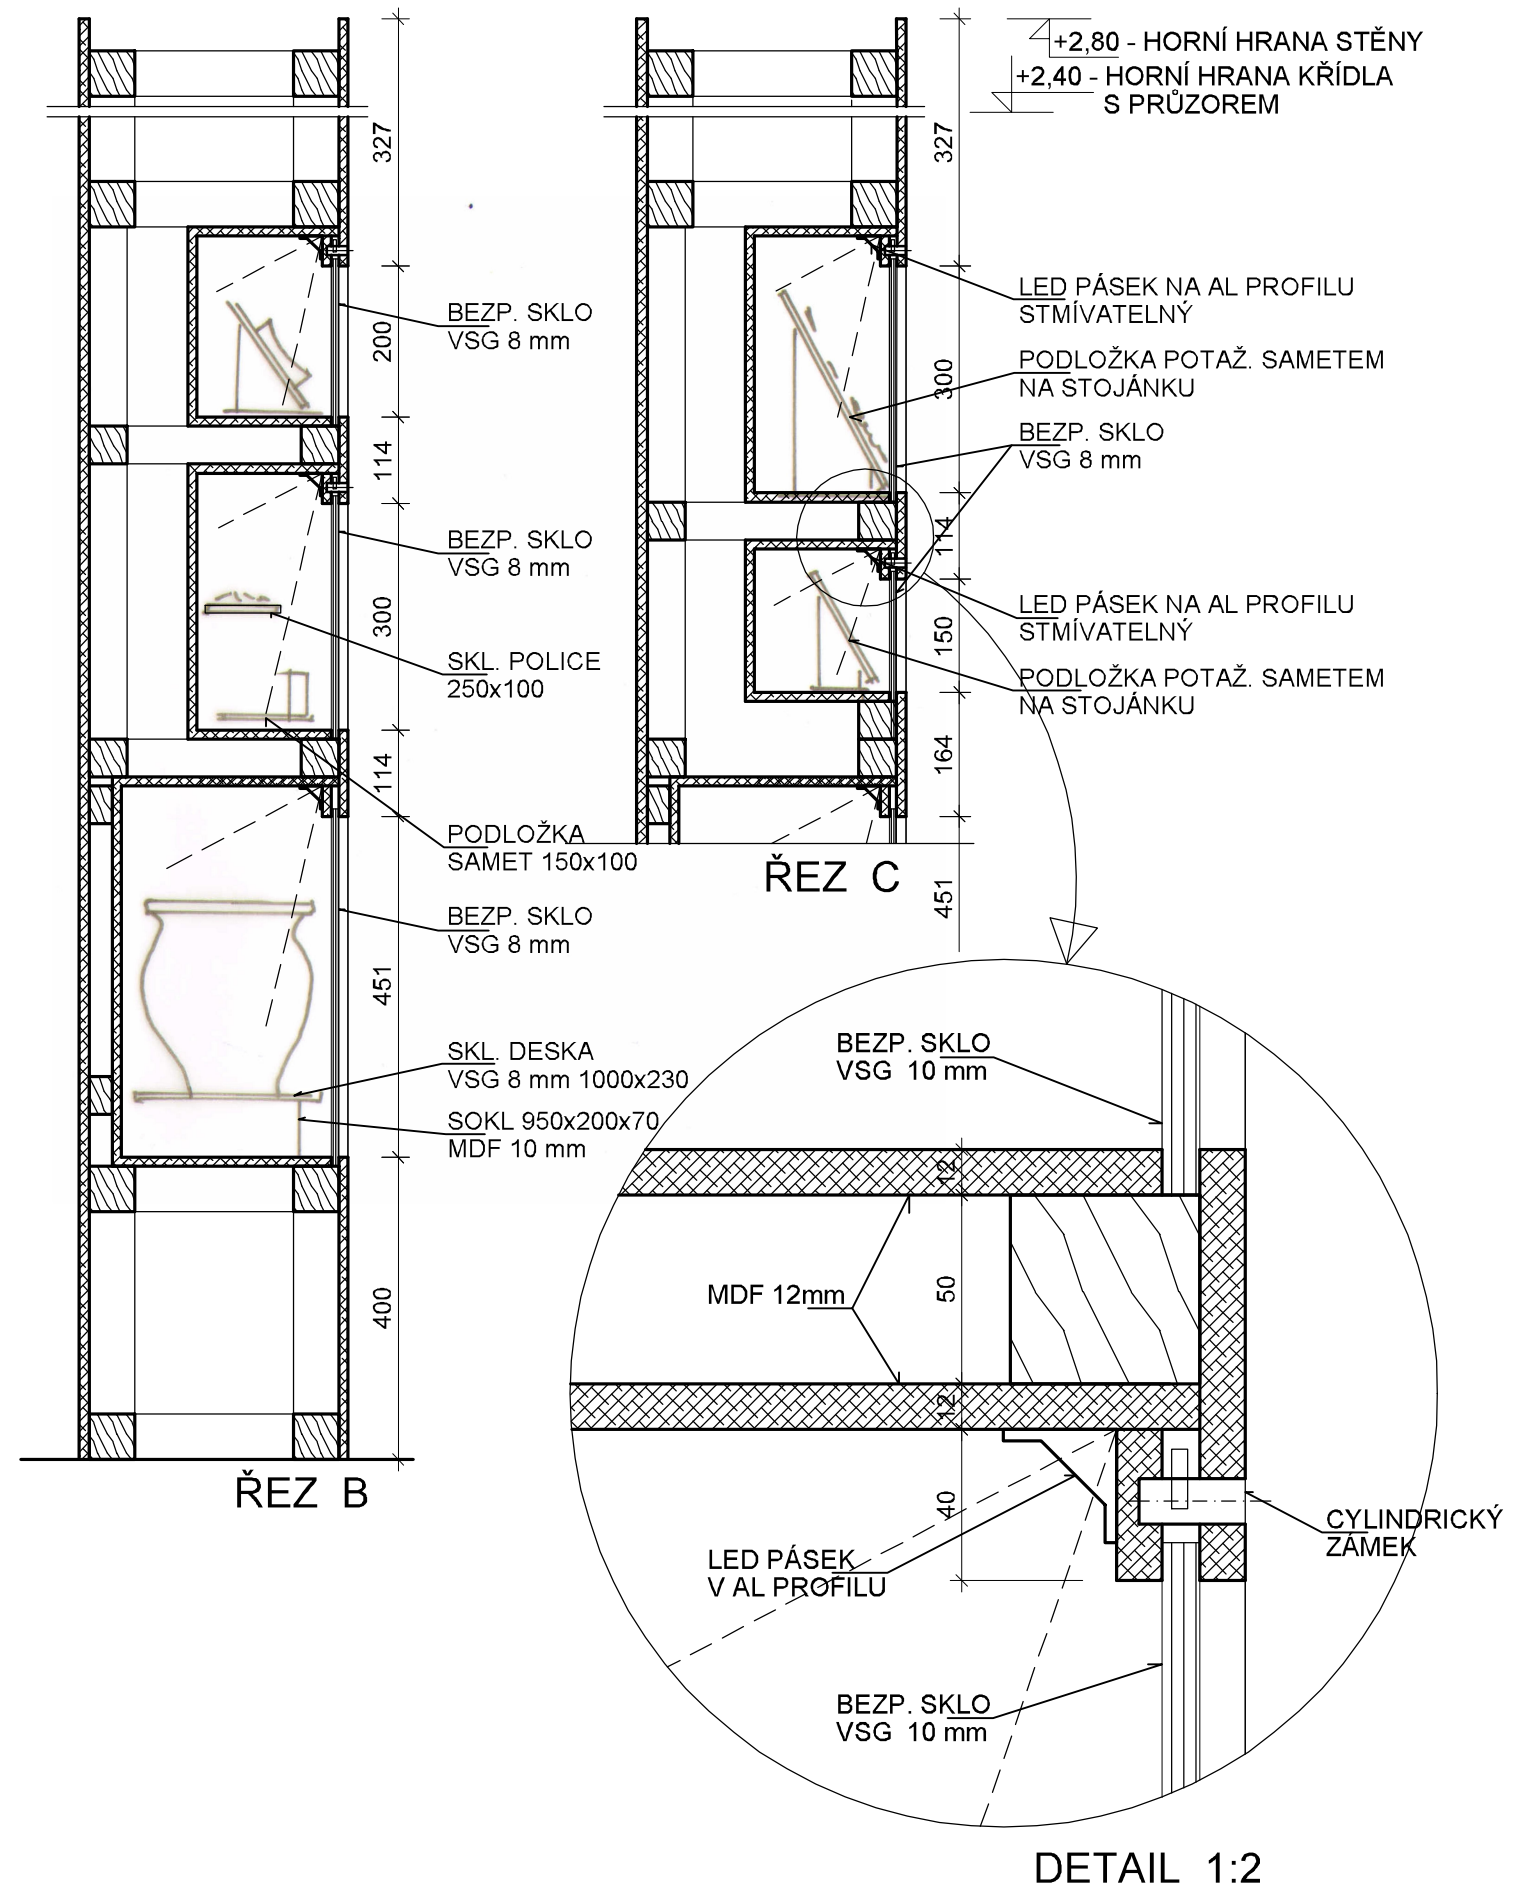 +2,80 - HORNÍ HRANA STĚNY
+2,40 - HORNÍ HRANA KŘÍDLA
S PRŮZOREM
327
200
114
300
114
451
400
BEZP. SKLO
VSG 8 mm
BEZP. SKLO
VSG 8 mm
SKL. POLICE
250x100
PODLOŽKA
SAMET 150x100
BEZP. SKLO
VSG 8 mm
SKL. DESKA
VSG 8 mm 1000x230
SOKL 950x200x70
MDF 10 mm
ŘEZ B
327
300
114
150
164
451
LED PÁSEK NA AL PROFILU
STMÍVATELNÝ
PODLOŽKA POTAŽ. SAMETEM
NA STOJÁNKU
BEZP. SKLO
VSG 8 mm
LED PÁSEK NA AL PROFILU
STMÍVATELNÝ
PODLOŽKA POTAŽ. SAMETEM
NA STOJÁNKU
ŘEZ C
BEZP. SKLO
VSG 10 mm
12
MDF 12mm
50
12
40
LED PÁSEK
V AL PROFILU
CYLINDRICKÝ
ZÁMEK
BEZP. SKLO
VSG 10 mm
DETAIL 1:2